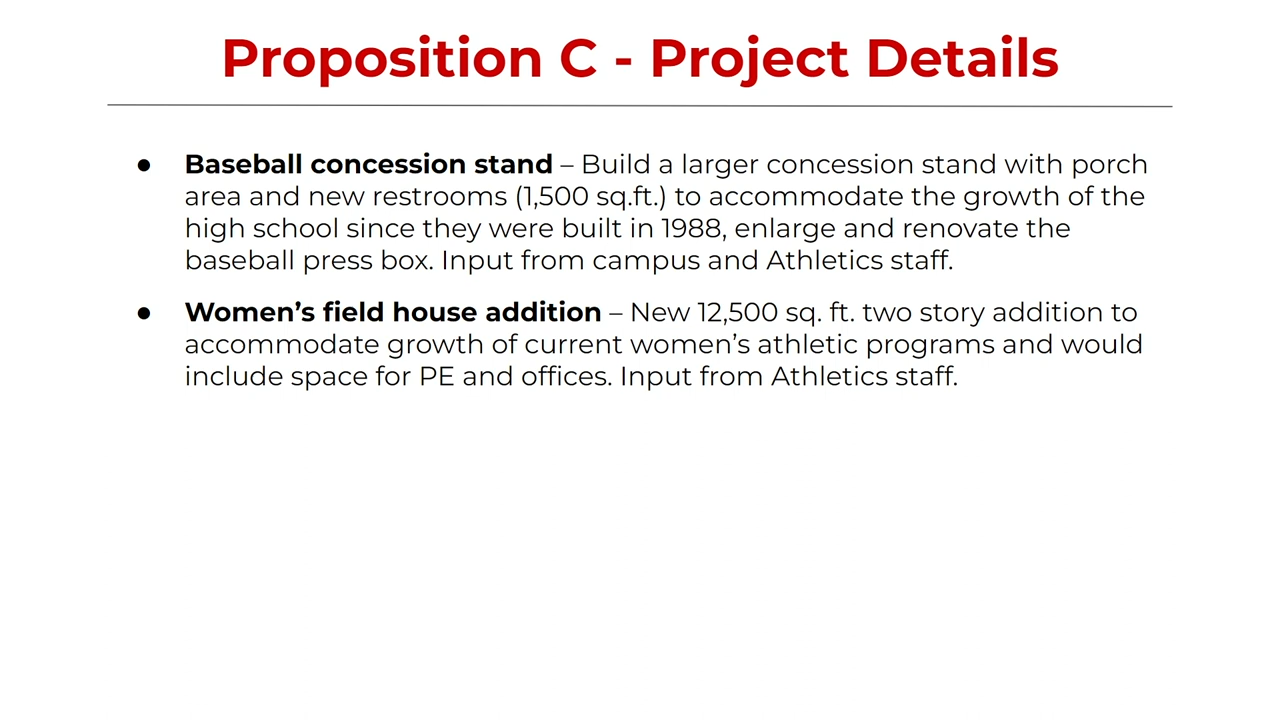 Proposition C - Project Details
● Baseball concession stand – Build a larger concession stand with porch
area and new restrooms (1,500 sq.ft.) to accommodate the growth of the
high school since they were built in 1988, enlarge and renovate the
baseball press box. Input from campus and Athletics staff.
● Women’s field house addition – New 12,500 sq. ft. two story addition to
accommodate growth of current women’s athletic programs and would
include space for PE and offices. Input from Athletics staff.